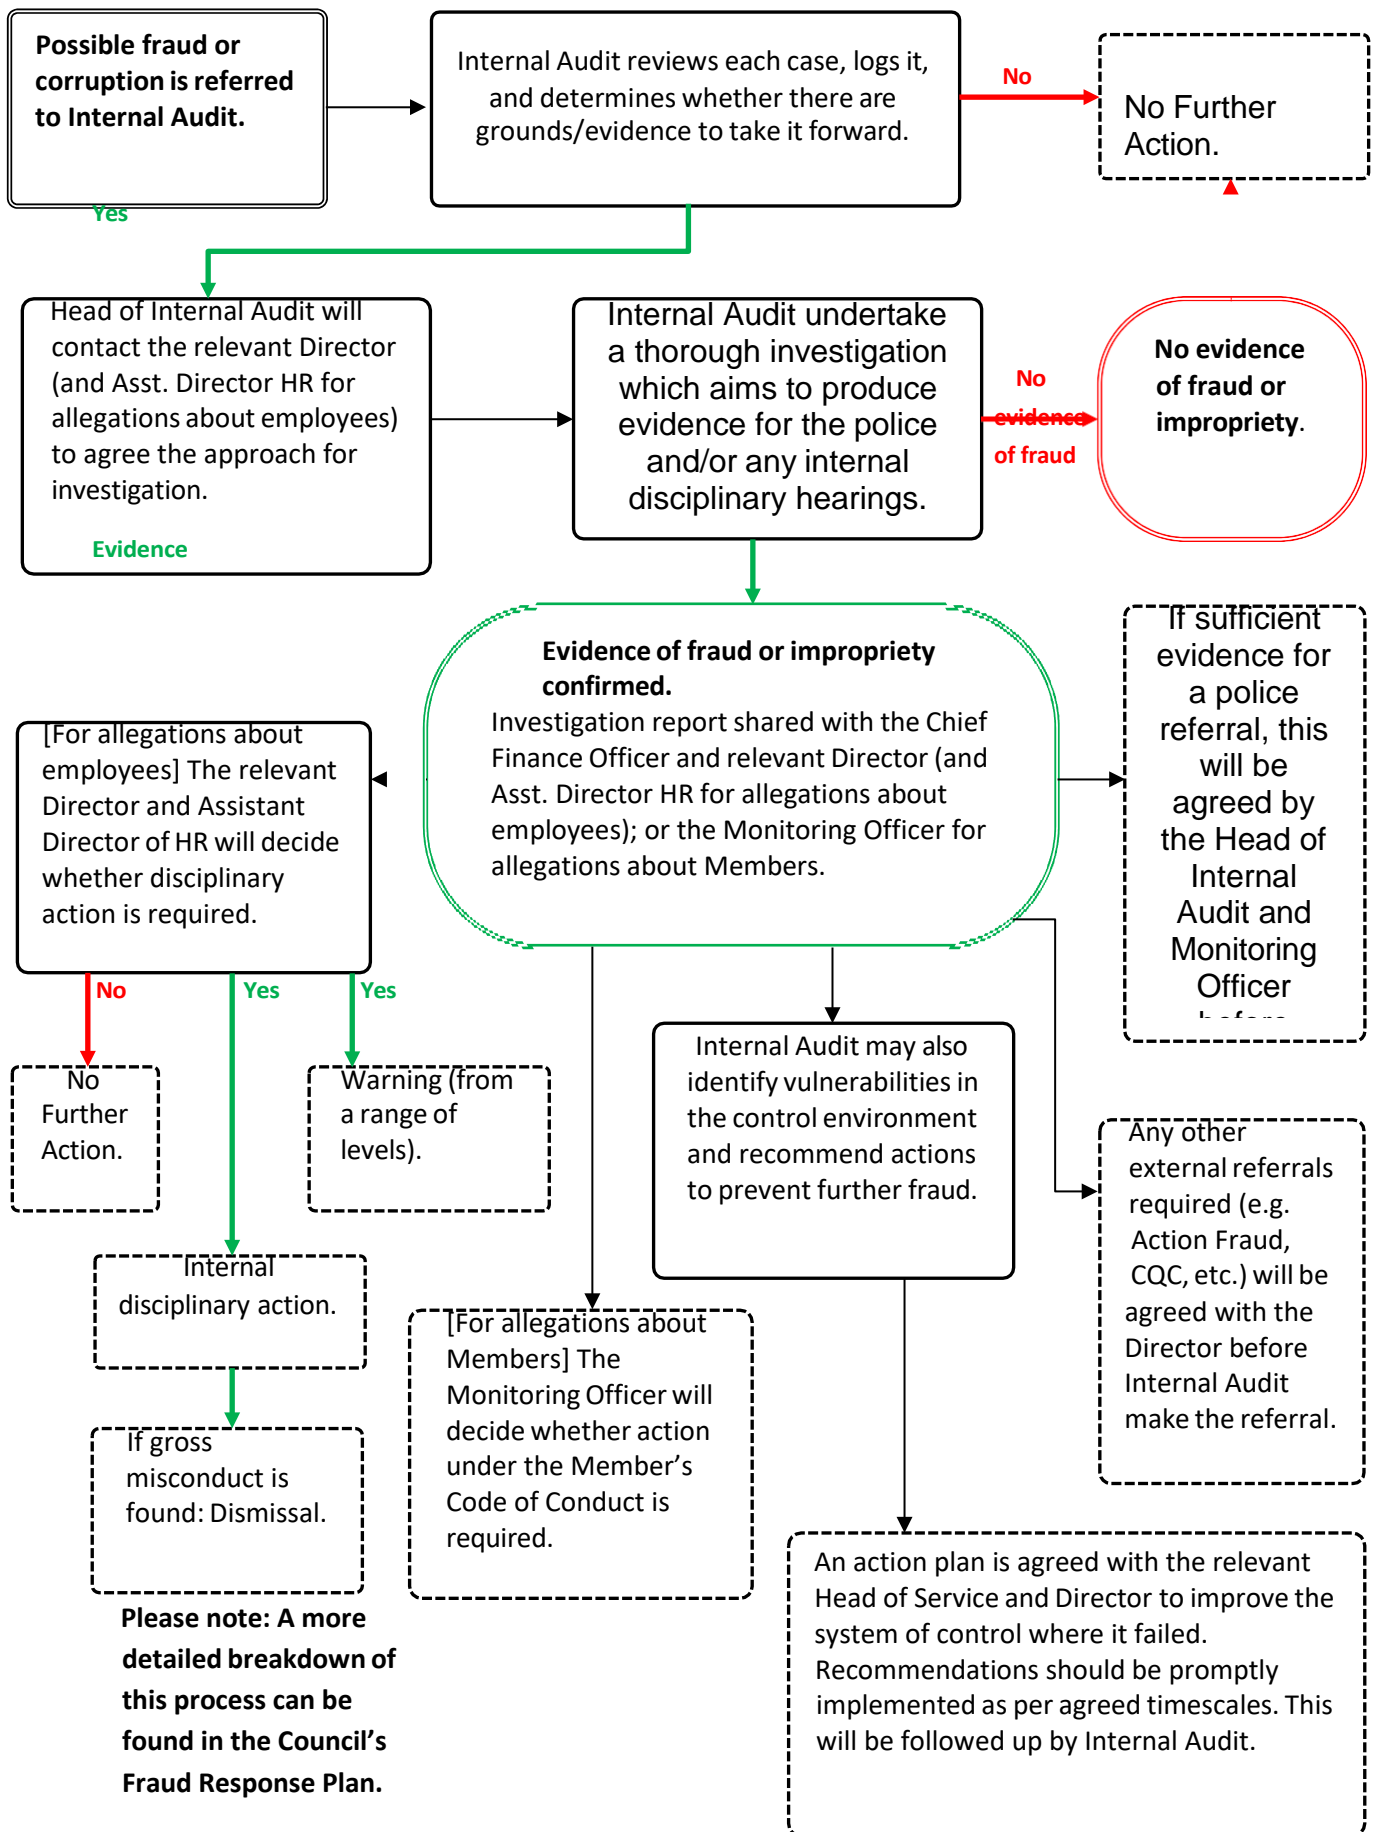 Possible fraud or
corruption is referred
to Internal Audit.
Internal Audit reviews each case, logs it,
and determines whether there are
grounds/evidence to take it forward.
No
No Further
Action.
Yes
Head of Internal Audit will
contact the relevant Director
(and Asst. Director HR for
allegations about employees)
to agree the approach for
investigation.
Evidence
Internal Audit undertake
a thorough investigation
which aims to produce
evidence for the police
and/or any internal
disciplinary hearings.
No
evidence
of fraud
No evidence
of fraud or
impropriety.
Evidence of fraud or impropriety
confirmed.
Investigation report shared with the Chief
Finance Officer and relevant Director (and
Asst. Director HR for allegations about
employees); or the Monitoring Officer for
allegations about Members.
If sufficient
evidence for
a police
referral, this
will be
agreed by
the Head of
Internal
Audit and
Monitoring
Officer
before
[For allegations about
employees] The relevant
Director and Assistant
Director of HR will decide
whether disciplinary
action is required.
No
Yes
Yes
No
Further
Action.
Warning (from
a range of
levels).
Internal Audit may also
identify vulnerabilities in
the control environment
and recommend actions
to prevent further fraud.
Any other
external referrals
required (e.g.
Action Fraud,
CQC, etc.) will be
agreed with the
Director before
Internal Audit
make the referral.
Internal
disciplinary action.
[For allegations about
Members] The
Monitoring Officer will
decide whether action
under the Member’s
Code of Conduct is
required.
If gross
misconduct is
found: Dismissal.
An action plan is agreed with the relevant
Head of Service and Director to improve the
system of control where it failed.
Recommendations should be promptly
implemented as per agreed timescales. This
will be followed up by Internal Audit.
Please note: A more
detailed breakdown of
this process can be
found in the Council’s
Fraud Response Plan.